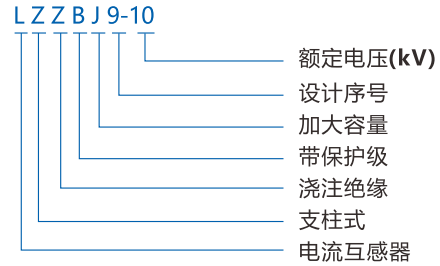 LZZBJ9-10
额定电压(kV)
设计序号
加大容量
带保护级
浇注绝缘
支柱式
电流互感器